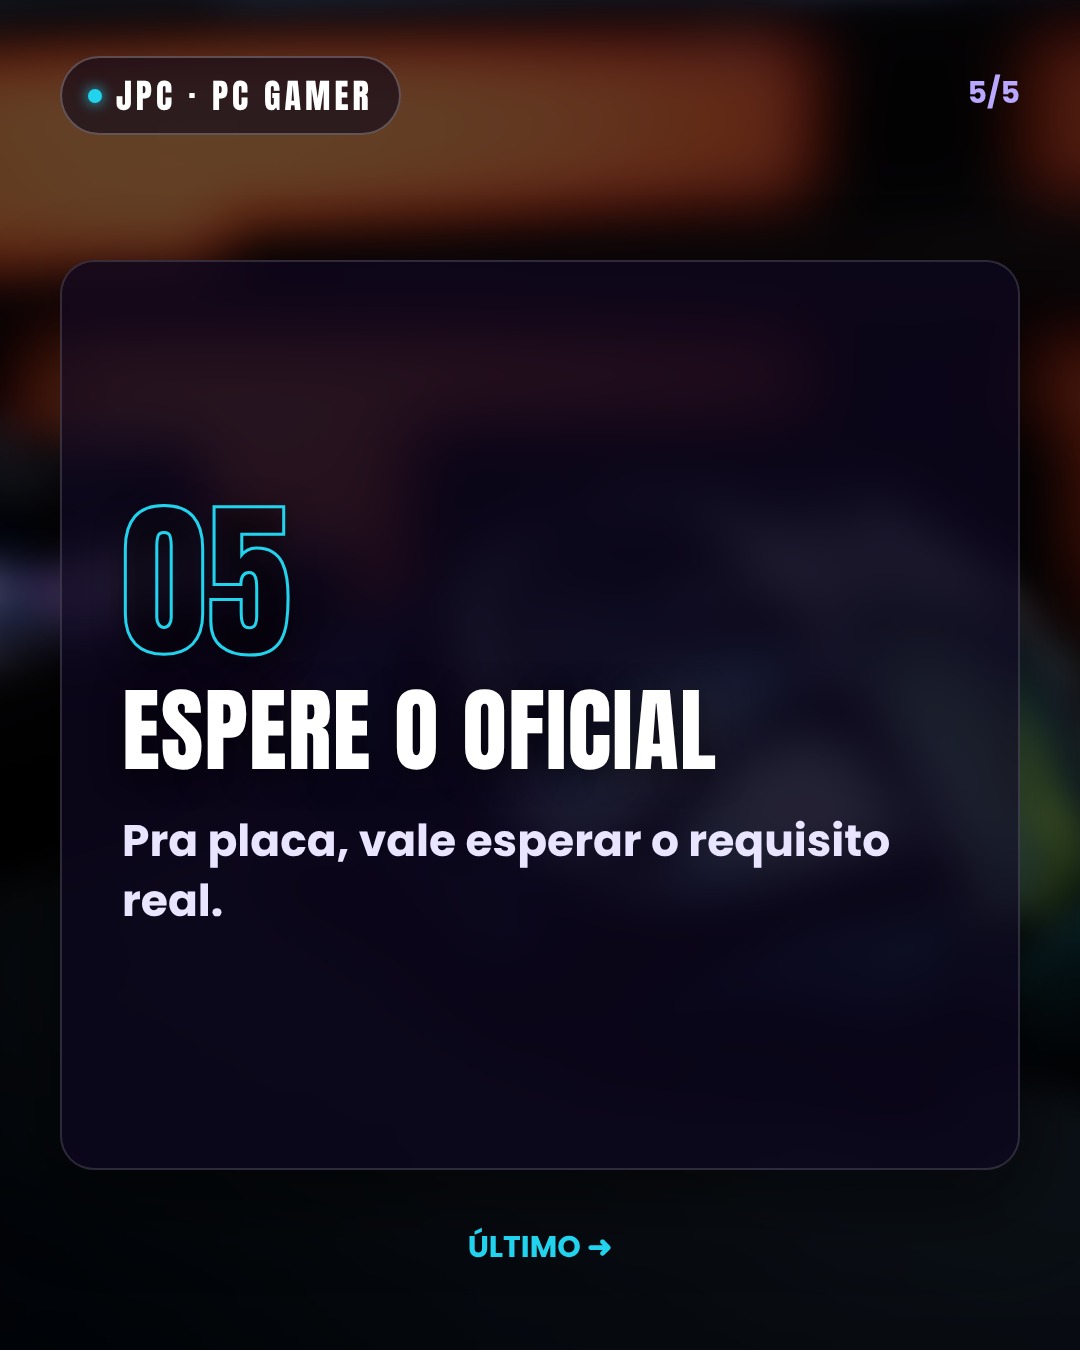 JPC · PC GAMER
5/5
05
ESPERE O OFICIAL
Pra placa, vale esperar o requisito
real.
ÚLTIMO →